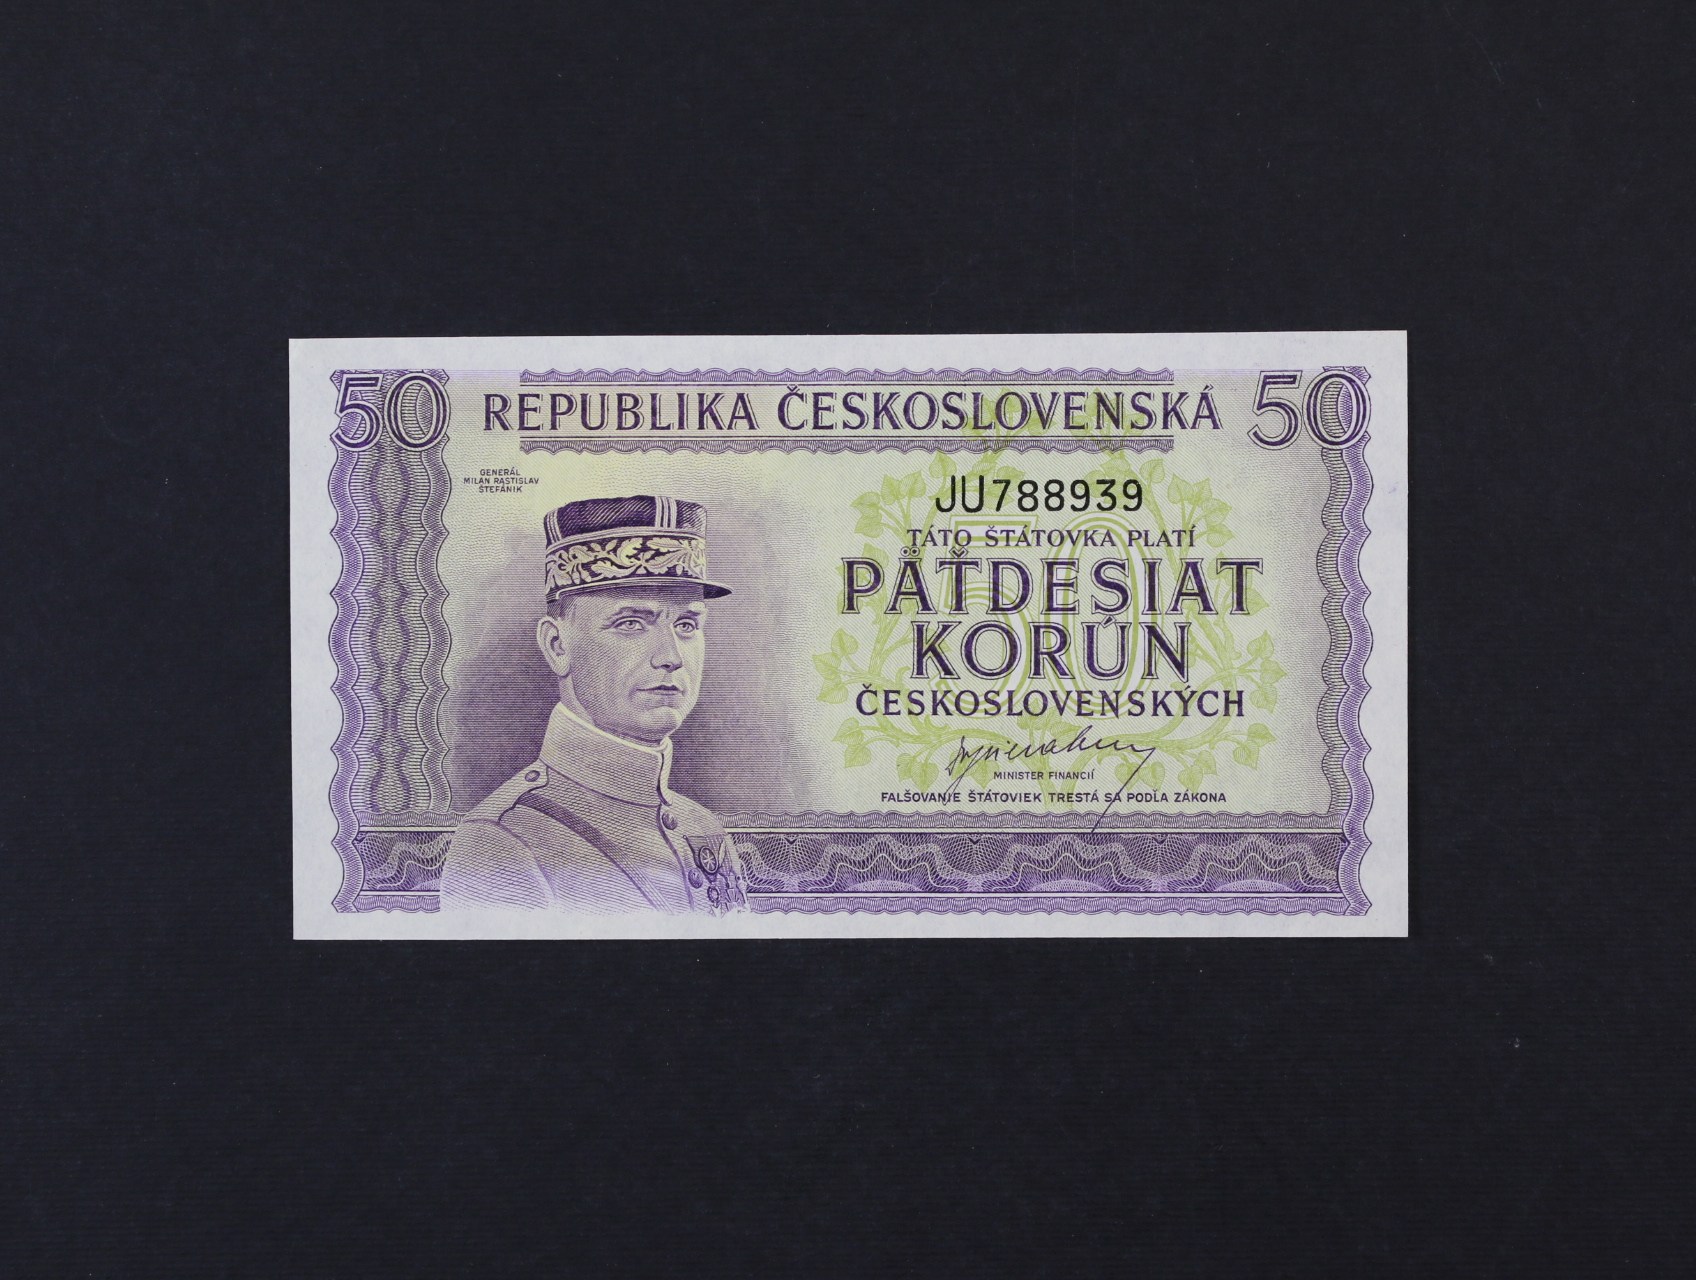 50 REPUBLIKA ČESKOSLOVENSKÁ 50
GENERÁL
MILAN RASTISLAV
ŠTEFÁNIK
JU788939
TÁTO ŠTÁTOVKA PLATÍ
50
PÄŤDESIAT
KORÚN
ČESKOSLOVENSKÝCH
MINISTER FINANCIÍ
FALŠOVANIE ŠTÁTOVIEK TRESTÁ SA PODĽA ZÁKONA